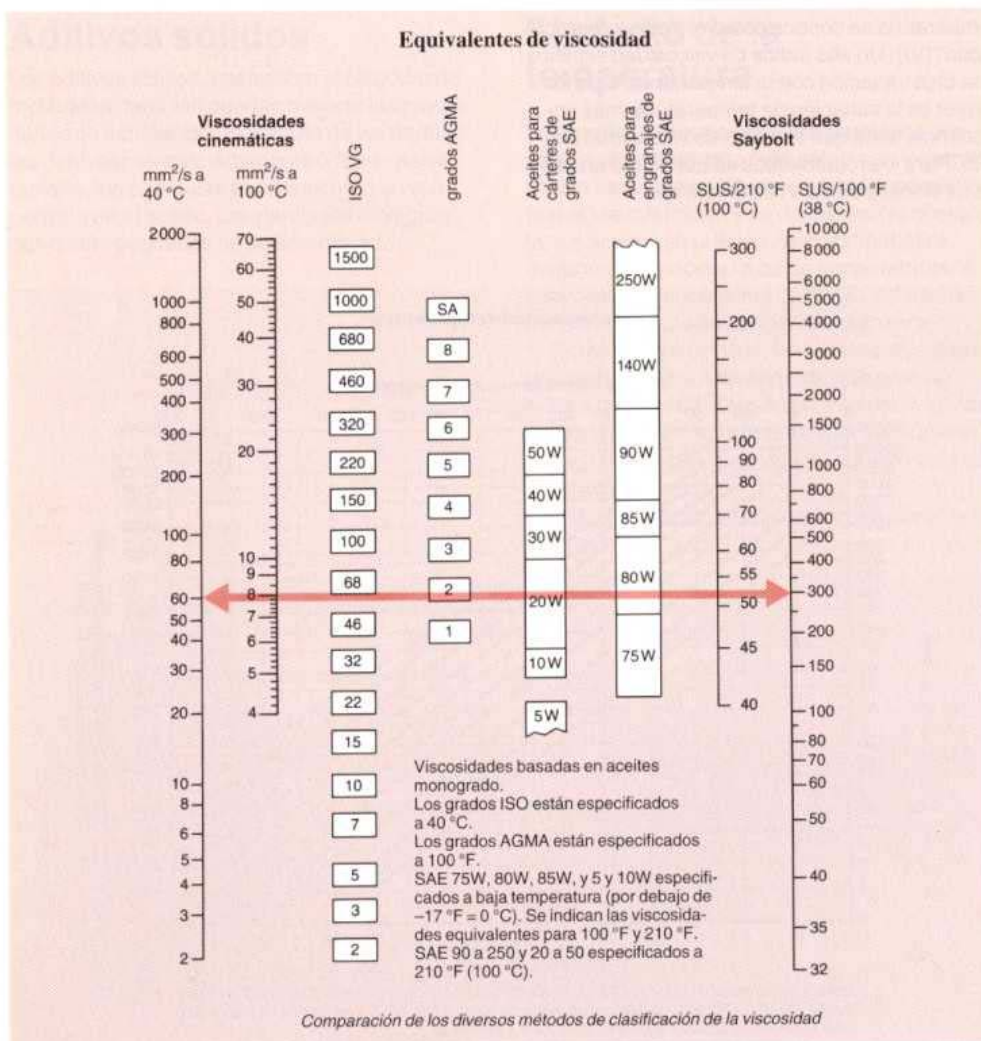 Equivalentes de viscosidad
Viscosidades
cinemáticas
mm²/s a
40 °C
mm²/s a
100 °C
ISO VG
grados AGMA
Aceites para
cárteres de
grados SAE
Aceites para
engranajes de
grados SAE
Viscosidades
Saybolt
SUS/210 °F
(100 °C)
SUS/100 °F
(38 °C)
2000
1000
800
600
500
400
300
200
100
80
60
50
40
30
20
10
8
6
5
4
3
2
70
60
50
40
30
20
10
9
8
7
6
5
4
1500
1000
680
460
320
220
150
100
68
46
32
22
15
10
7
5
3
2
SA
8
7
6
5
4
3
2
1
50W
40W
30W
20W
10W
5W
250W
140W
90W
85W
80W
75W
300
200
100
90
80
70
60
55
50
45
40
10000
8000
6000
5000
4000
3000
2000
1500
1000
800
600
500
400
300
200
150
100
80
70
60
50
40
35
32
Viscosidades basadas en aceites
monogrado.
Los grados ISO están especificados
a 40 °C.
Los grados AGMA están especificados
a 100 °F.
SAE 75W, 80W, 85W, y 5 y 10W especifi-
cados a baja temperatura (por debajo de
–17 °F = 0 °C). Se indican las viscosida-
des equivalentes para 100 °F y 210 °F.
SAE 90 a 250 y 20 a 50 especificados a
210 °F (100 °C).
Comparación de los diversos métodos de clasificación de la viscosidad
Additivos sólidos